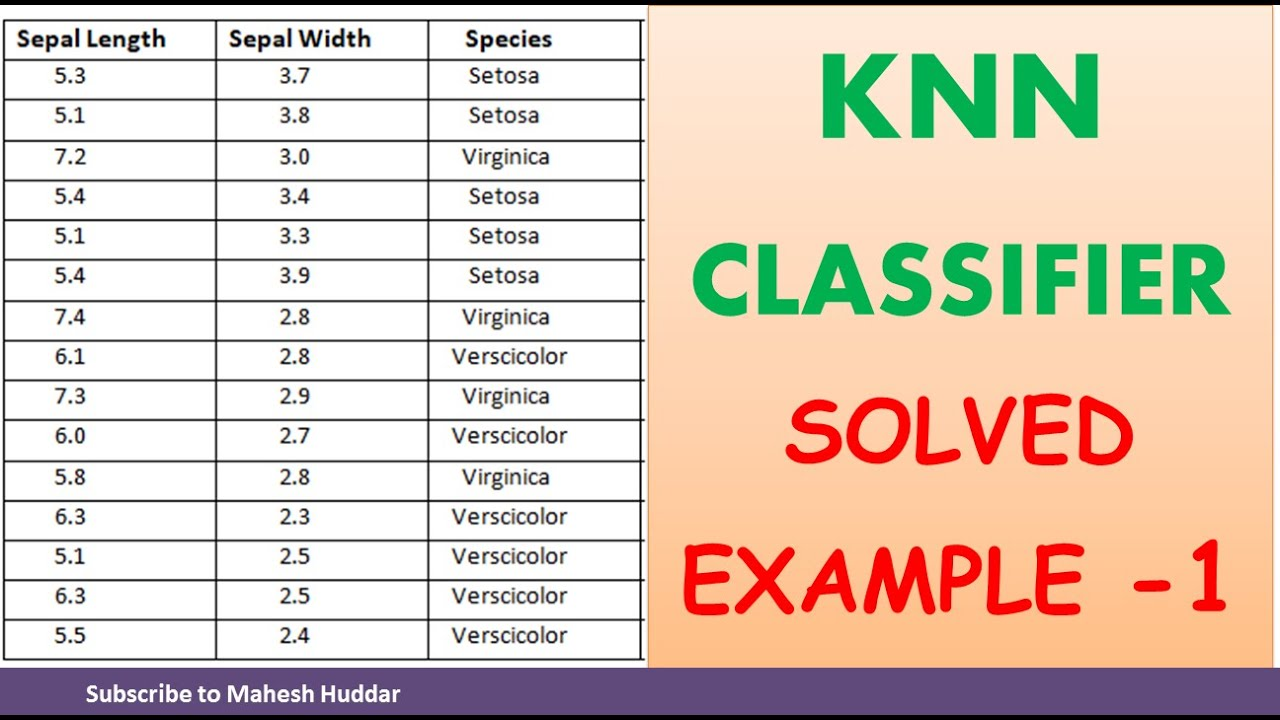 Sepal Length Sepal Width Species
5.3 3.7 Setosa
5.1 3.8 Setosa
7.2 3.0 Virginica
5.4 3.4 Setosa
5.1 3.3 Setosa
5.4 3.9 Setosa
7.4 2.8 Virginica
6.1 2.8 Verscicolor
7.3 2.9 Virginica
6.0 2.7 Verscicolor
5.8 2.8 Virginica
6.3 2.3 Verscicolor
5.1 2.5 Verscicolor
6.3 2.5 Verscicolor
5.5 2.4 Verscicolor
KNN
CLASSIFIER
SOLVED
EXAMPLE - 1
Subscribe to Mahesh Huddar